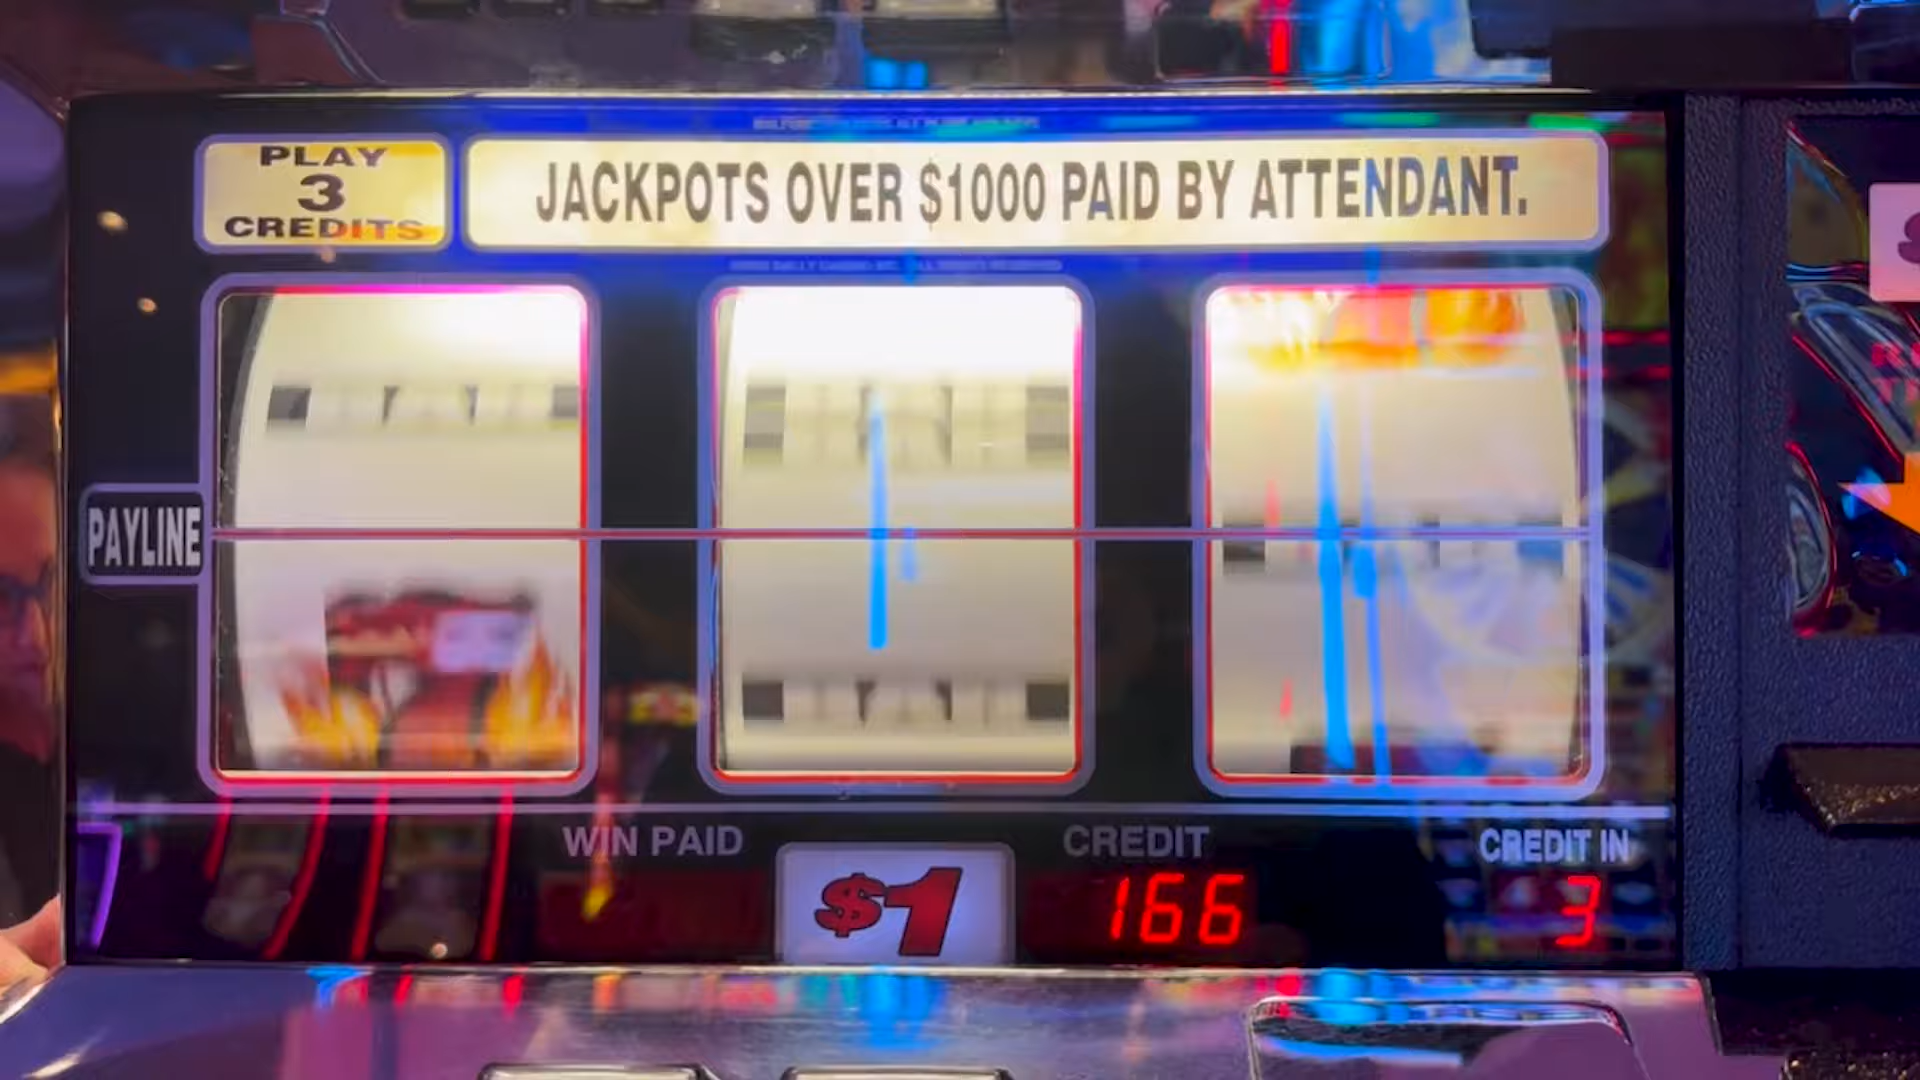 PLAY
3
CREDITS
JACKPOTS OVER $1000 PAID BY ATTENDANT.
PAYLINE
WIN PAID
CREDIT
CREDIT IN
$1
166
3